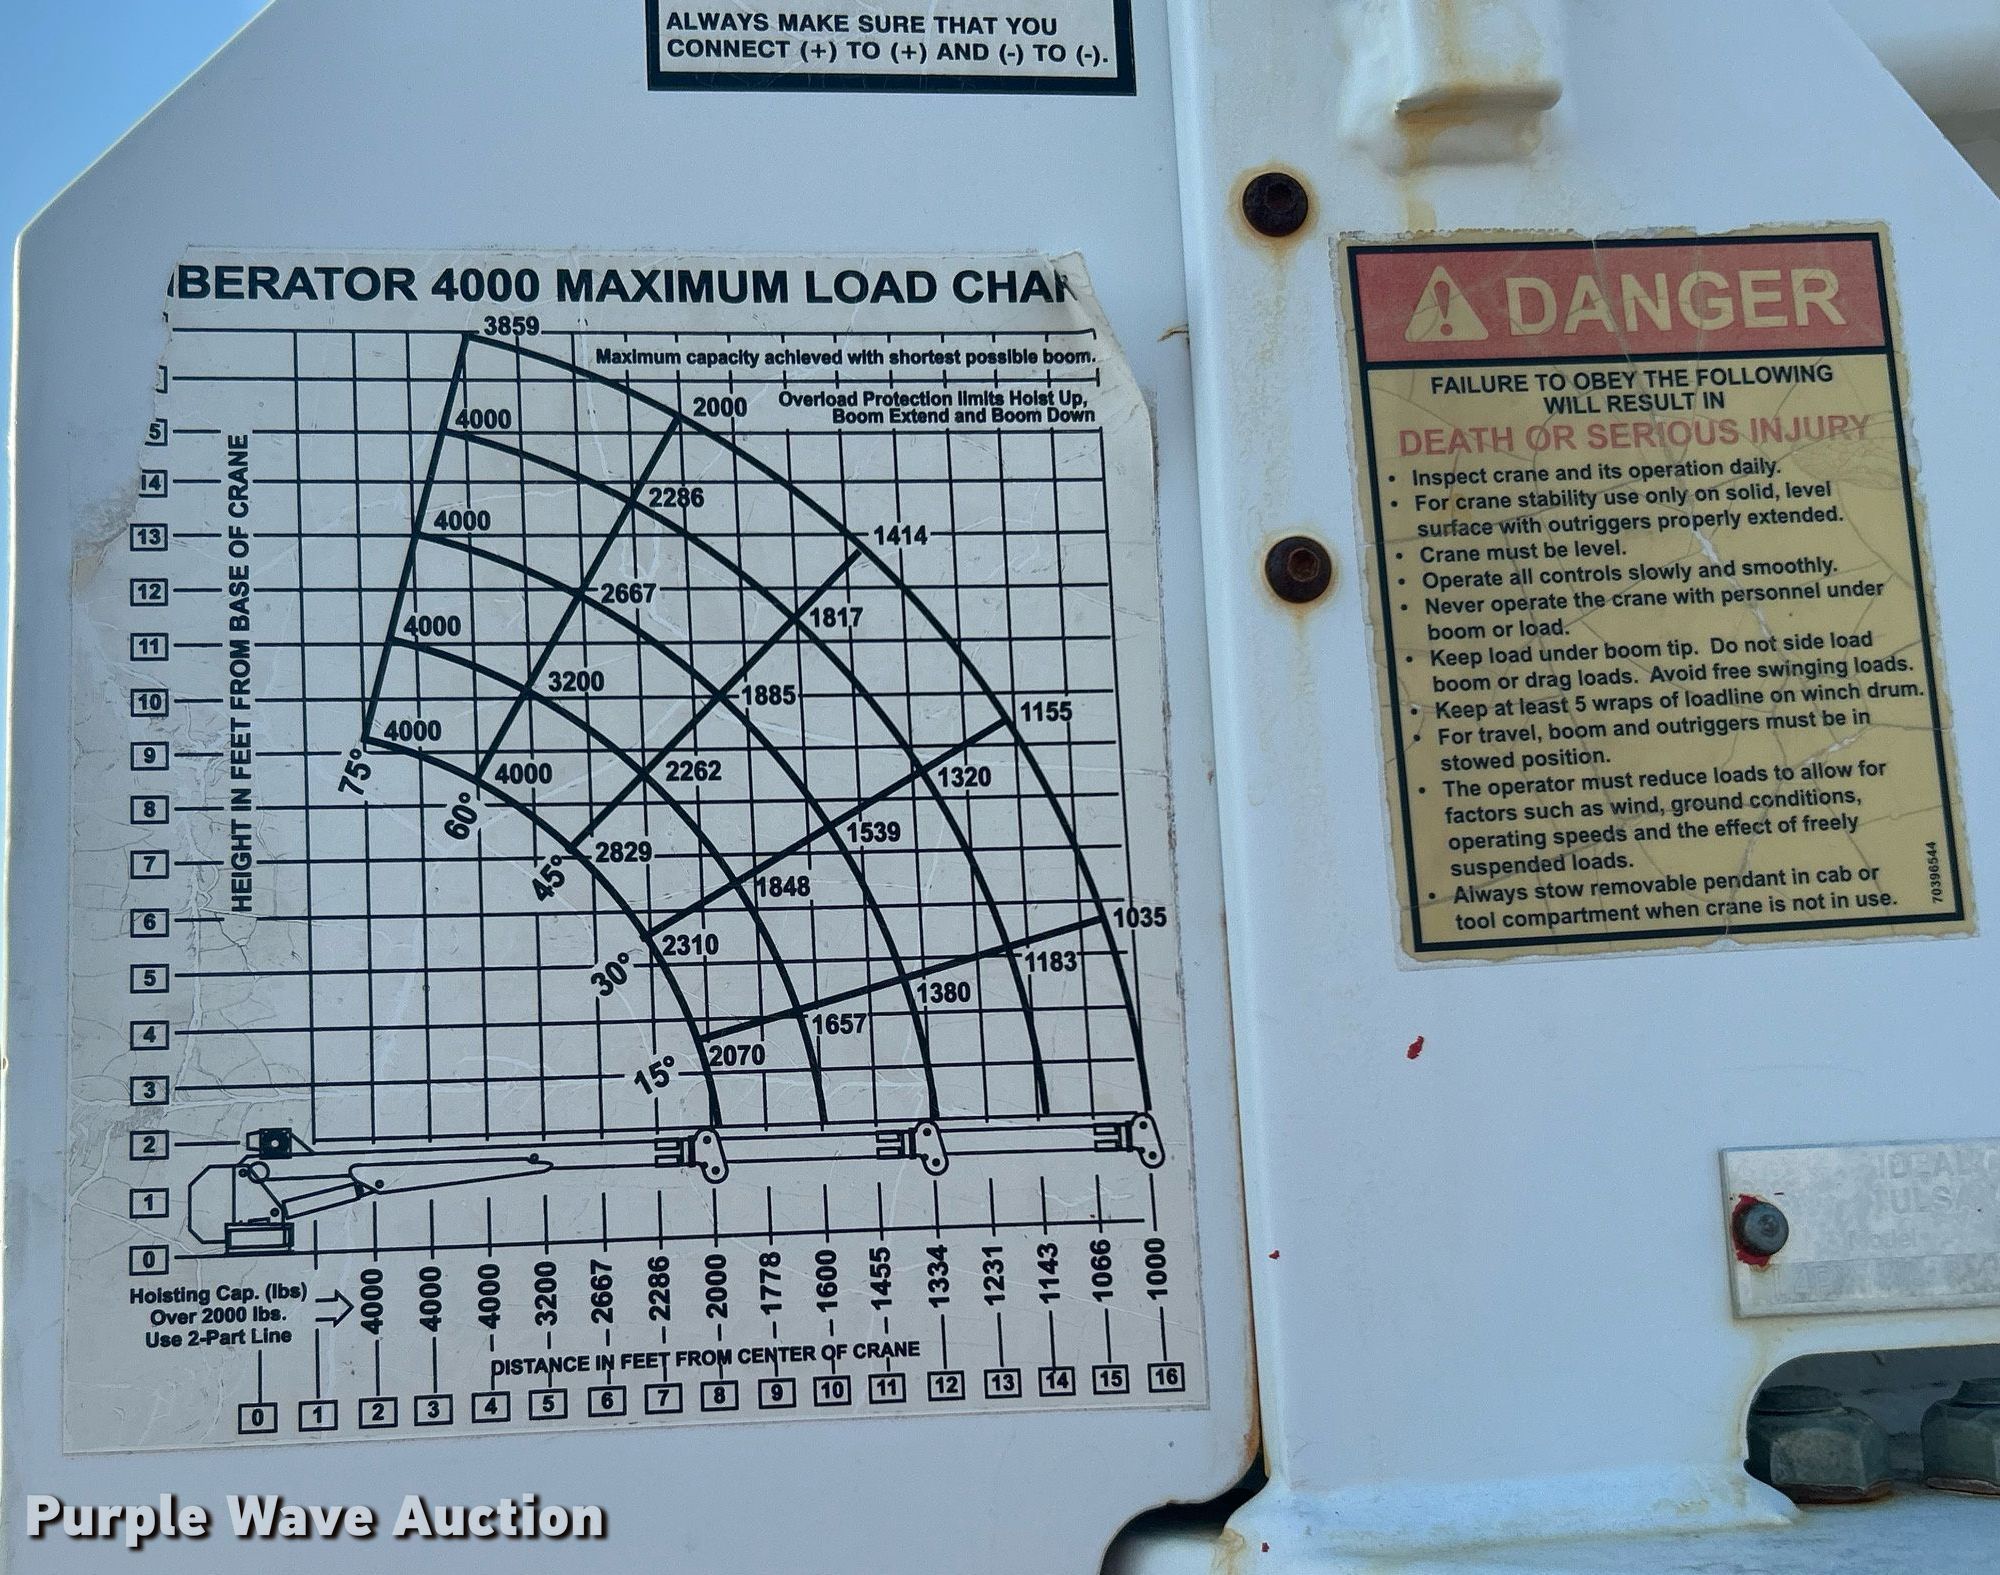 ALWAYS MAKE SURE THAT YOU
CONNECT (+) TO (+) AND (-) TO (-).
BERATOR 4000 MAXIMUM LOAD CHAR
3859
Maximum capacity achieved with shortest possible boom.
Overload Protection limits Hoist Up,
Boom Extend and Boom Down
4000
2000
5
14
2286
HEIGHT IN FEET FROM BASE OF CRANE
13
4000
1414
12
2667
1817
11
4000
10
3200
1885
1155
9
4000
75°
4000
2262
1320
8
60°
1539
7
45°
2829
1848
6
2310
1035
5
30°
1380
1183
4
1657
2070
3
15°
2
1
0
Hoisting Cap. (lbs)
Over 2000 lbs.
Use 2-Part Line
4000
4000
4000
3200
2667
2286
2000
1778
1600
1455
1334
1231
1143
1066
1000
DISTANCE IN FEET FROM CENTER OF CRANE
0 1 2 3 4 5 6 7 8 9 10 11 12 13 14 15 16
DANGER
FAILURE TO OBEY THE FOLLOWING
WILL RESULT IN
DEATH OR SERIOUS INJURY
• Inspect crane and its operation daily.
• For crane stability use only on solid, level
surface with outriggers properly extended.
• Crane must be level.
• Operate all controls slowly and smoothly.
• Never operate the crane with personnel under
boom or load.
• Keep load under boom tip. Do not side load
boom or drag loads. Avoid free swinging loads.
• Keep at least 5 wraps of loadline on winch drum.
• For travel, boom and outriggers must be in
stowed position.
• The operator must reduce loads to allow for
factors such as wind, ground conditions,
operating speeds and the effect of freely
suspended loads.
• Always stow removable pendant in cab or
tool compartment when crane is not in use.
70396544
IDEAL
TULSA
Model
Purple Wave Auction